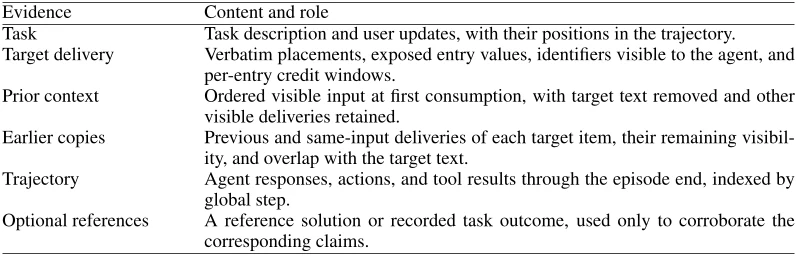 Evidence Content and role
Task Task description and user updates, with their positions in the trajectory.
Target delivery Verbatim placements, exposed entry values, identifiers visible to the agent, and
per-entry credit windows.
Prior context Ordered visible input at first consumption, with target text removed and other
visible deliveries retained.
Earlier copies Previous and same-input deliveries of each target item, their remaining visibil-
ity, and overlap with the target text.
Trajectory Agent responses, actions, and tool results through the episode end, indexed by
global step.
Optional references A reference solution or recorded task outcome, used only to corroborate the
corresponding claims.